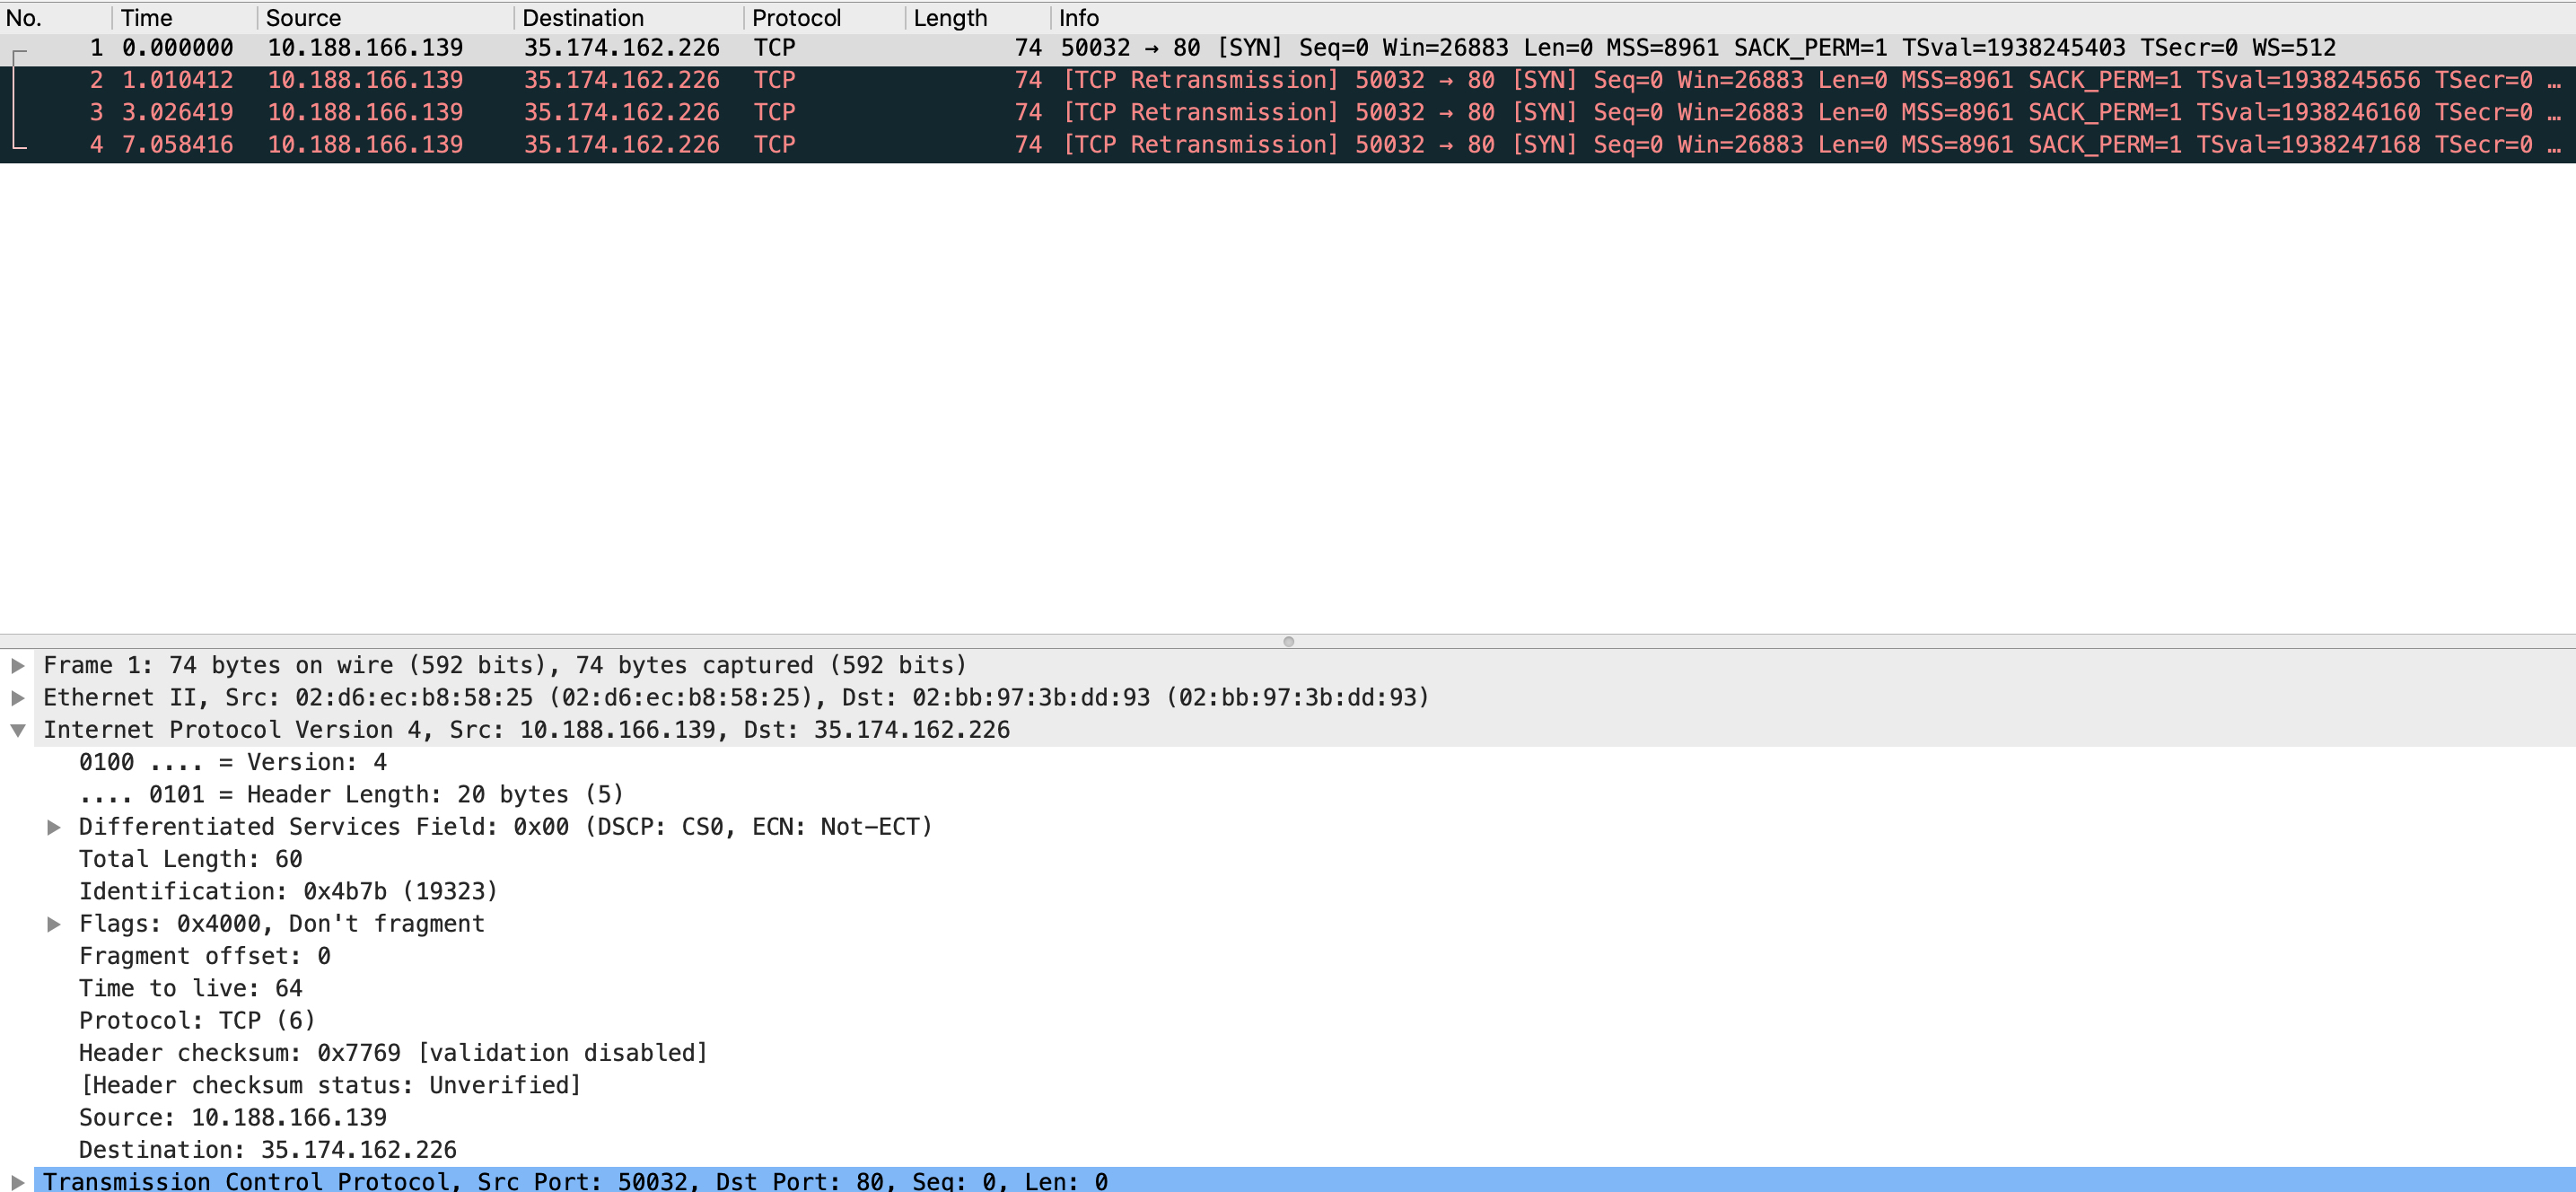 No. Time Source Destination Protocol Length Info
1 0.000000 10.188.166.139 35.174.162.226 TCP 74 50032 → 80 [SYN] Seq=0 Win=26883 Len=0 MSS=8961 SACK_PERM=1 TSval=1938245403 TSecr=0 WS=512
2 1.010412 10.188.166.139 35.174.162.226 TCP 74 [TCP Retransmission] 50032 → 80 [SYN] Seq=0 Win=26883 Len=0 MSS=8961 SACK_PERM=1 TSval=1938245656 TSecr=0 …
3 3.026419 10.188.166.139 35.174.162.226 TCP 74 [TCP Retransmission] 50032 → 80 [SYN] Seq=0 Win=26883 Len=0 MSS=8961 SACK_PERM=1 TSval=1938246160 TSecr=0 …
4 7.058416 10.188.166.139 35.174.162.226 TCP 74 [TCP Retransmission] 50032 → 80 [SYN] Seq=0 Win=26883 Len=0 MSS=8961 SACK_PERM=1 TSval=1938247168 TSecr=0 …
Frame 1: 74 bytes on wire (592 bits), 74 bytes captured (592 bits)
Ethernet II, Src: 02:d6:ec:b8:58:25 (02:d6:ec:b8:58:25), Dst: 02:bb:97:3b:dd:93 (02:bb:97:3b:dd:93)
Internet Protocol Version 4, Src: 10.188.166.139, Dst: 35.174.162.226
0100 .... = Version: 4
.... 0101 = Header Length: 20 bytes (5)
Differentiated Services Field: 0x00 (DSCP: CS0, ECN: Not-ECT)
Total Length: 60
Identification: 0x4b7b (19323)
Flags: 0x4000, Don't fragment
Fragment offset: 0
Time to live: 64
Protocol: TCP (6)
Header checksum: 0x7769 [validation disabled]
[Header checksum status: Unverified]
Source: 10.188.166.139
Destination: 35.174.162.226
Transmission Control Protocol, Src Port: 50032, Dst Port: 80, Seq: 0, Len: 0